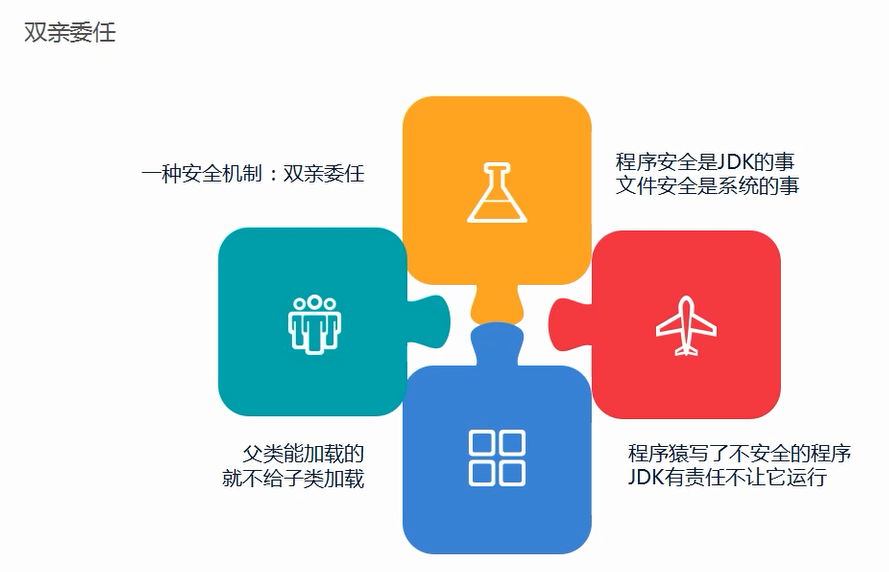 双亲委任
一种安全机制：双亲委任
程序安全是JDK的事
文件安全是系统的事
父类能加载的
就不给子类加载
程序猿写了不安全的程序
JDK有责任不让它运行